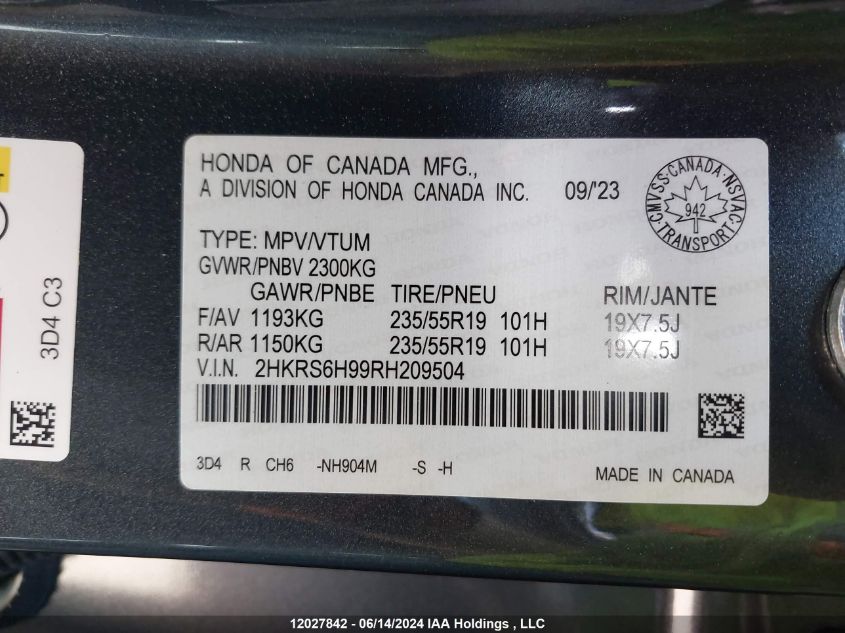 HONDA OF CANADA MFG.,
A DIVISION OF HONDA CANADA INC. 09/'23
CMVSS·CANADA·NSVAC
942
TRANSPORT
TYPE: MPV/VTUM
GVWR/PNBV 2300KG
GAWR/PNBE TIRE/PNEU RIM/JANTE
F/AV 1193KG 235/55R19 101H 19X7.5J
R/AR 1150KG 235/55R19 101H 19X7.5J
V.I.N. 2HKRS6H99RH209504
3D4 R CH6 -NH904M -S -H
MADE IN CANADA
3D4 C3
12027842 - 06/14/2024 IAA Holdings , LLC